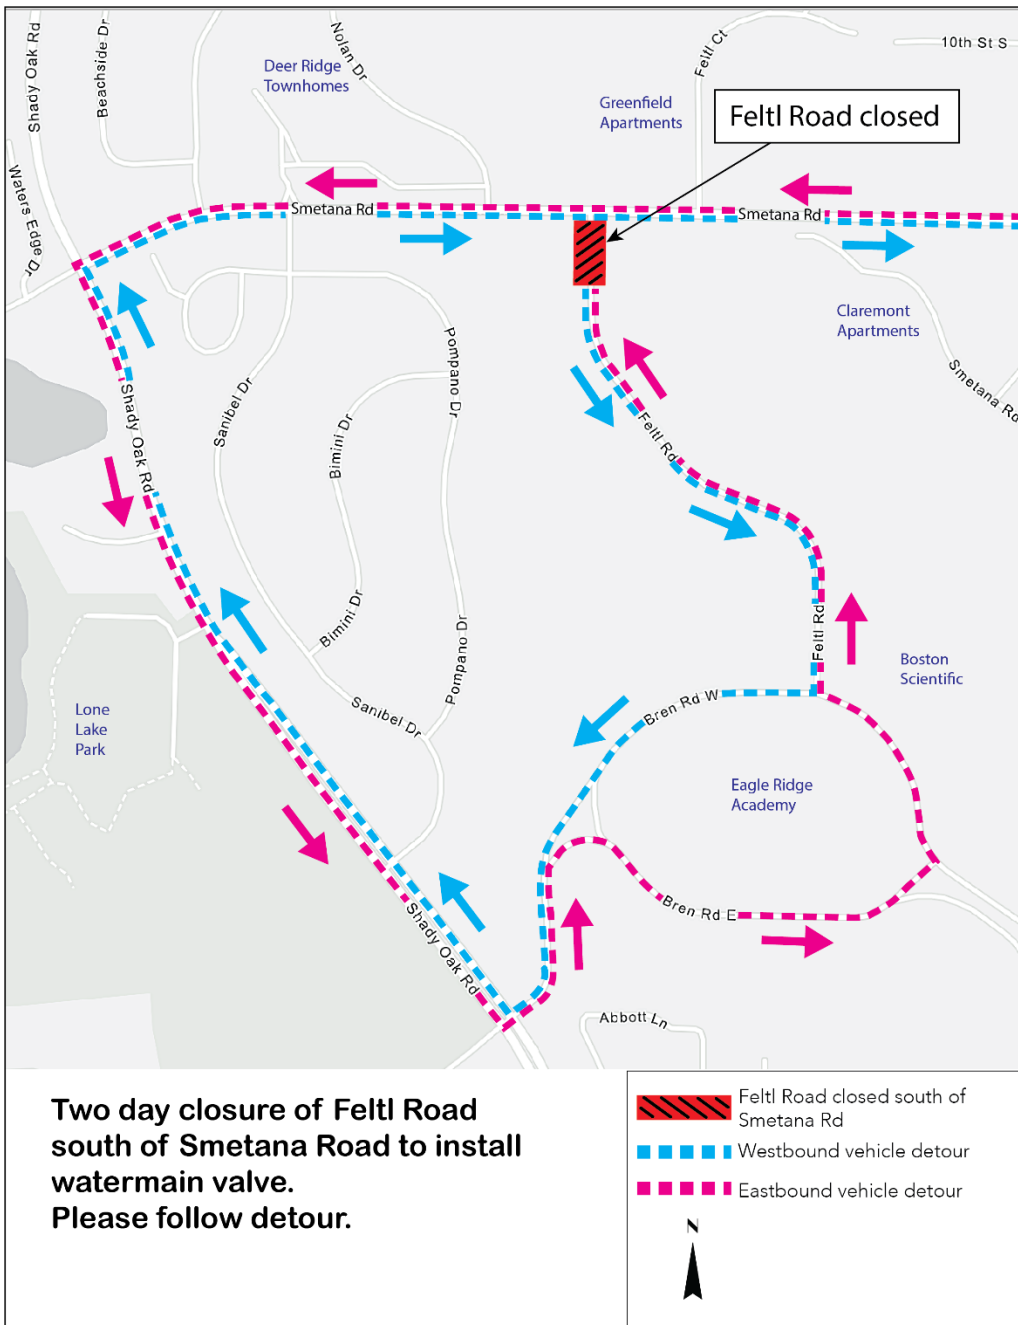 Shady Oak Rd
Beachside Dr
Nolan Dr
Deer Ridge
Townhomes
Feltl Ct
10th St S
Greenfield
Apartments
Feltl Road closed
Waters Edge Dr
Smetana Rd
Smetana Rd
Claremont
Apartments
Smetana Rd
Pompano Dr
Sanibel Dr
Bimini Dr
Shady Oak Rd
Feltl Rd
Bimini Dr
Pompano Dr
Feltl Rd
Boston
Scientific
Lone
Lake
Park
Sanibel Dr
Bren Rd W
Eagle Ridge
Academy
Bren Rd E
Shady Oak Rd
Abbott Ln
Two day closure of Feltl Road
south of Smetana Road to install
watermain valve.
Please follow detour.
Feltl Road closed south of
Smetana Rd
Westbound vehicle detour
Eastbound vehicle detour
N